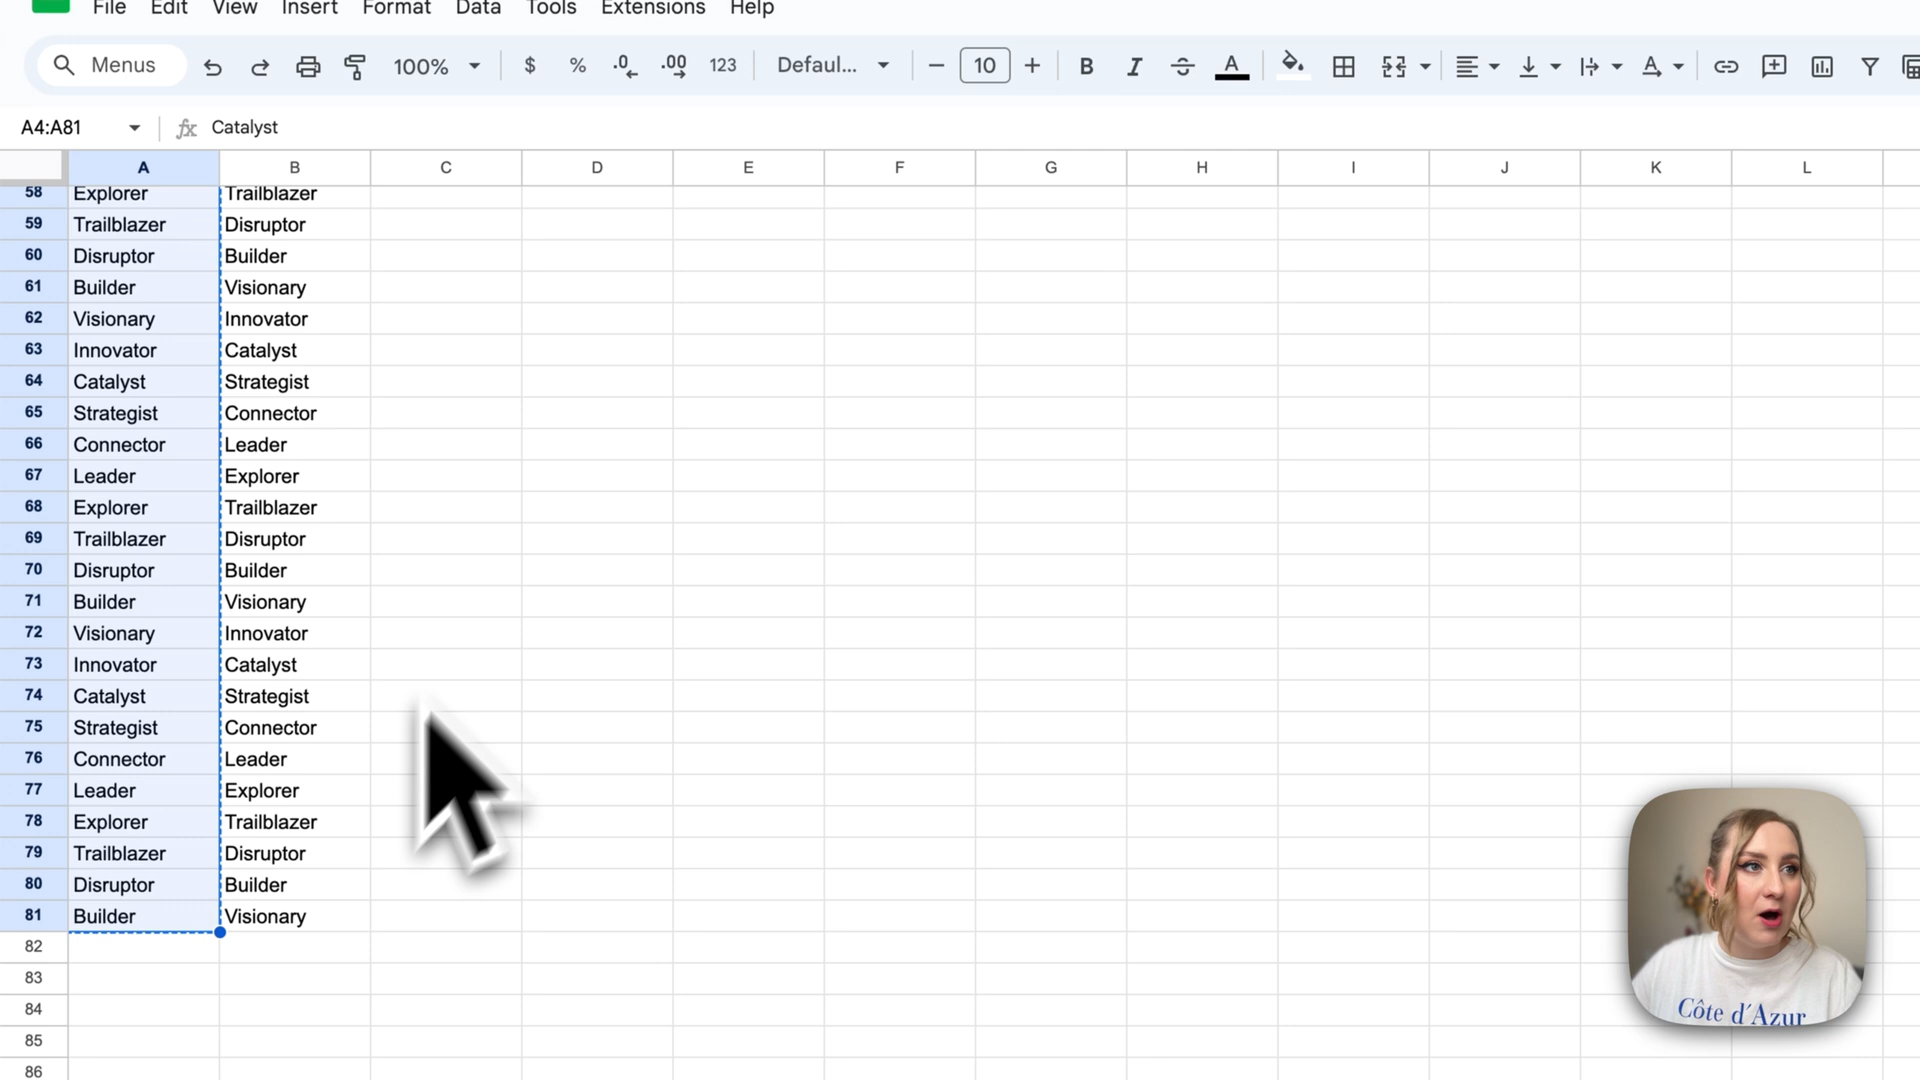 File Edit View Insert Format Data Tools Extensions Help
Menus 100% $ % .0 .00 123 Defaul... 10 B I A
A4:A81 fx Catalyst
A B C D E F G H I J K L
58 Explorer Trailblazer
59 Trailblazer Disruptor
60 Disruptor Builder
61 Builder Visionary
62 Visionary Innovator
63 Innovator Catalyst
64 Catalyst Strategist
65 Strategist Connector
66 Connector Leader
67 Leader Explorer
68 Explorer Trailblazer
69 Trailblazer Disruptor
70 Disruptor Builder
71 Builder Visionary
72 Visionary Innovator
73 Innovator Catalyst
74 Catalyst Strategist
75 Strategist Connector
76 Connector Leader
77 Leader Explorer
78 Explorer Trailblazer
79 Trailblazer Disruptor
80 Disruptor Builder
81 Builder Visionary
82
83
84
85
86
Côte d'Azur